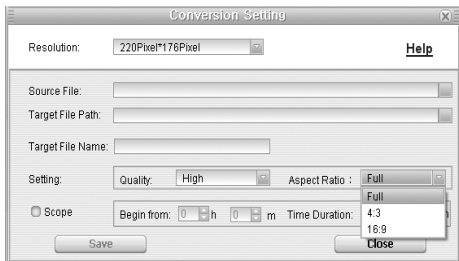 Conversion Setting
Resolution: 220Pixel*176Pixel Help
Source File:
Target File Path:
Target File Name:
Setting: Quality: High Aspect Ratio : Full
Full
4:3
16:9
Scope Begin from: 0 h 0 m Time Duration:
Save Close